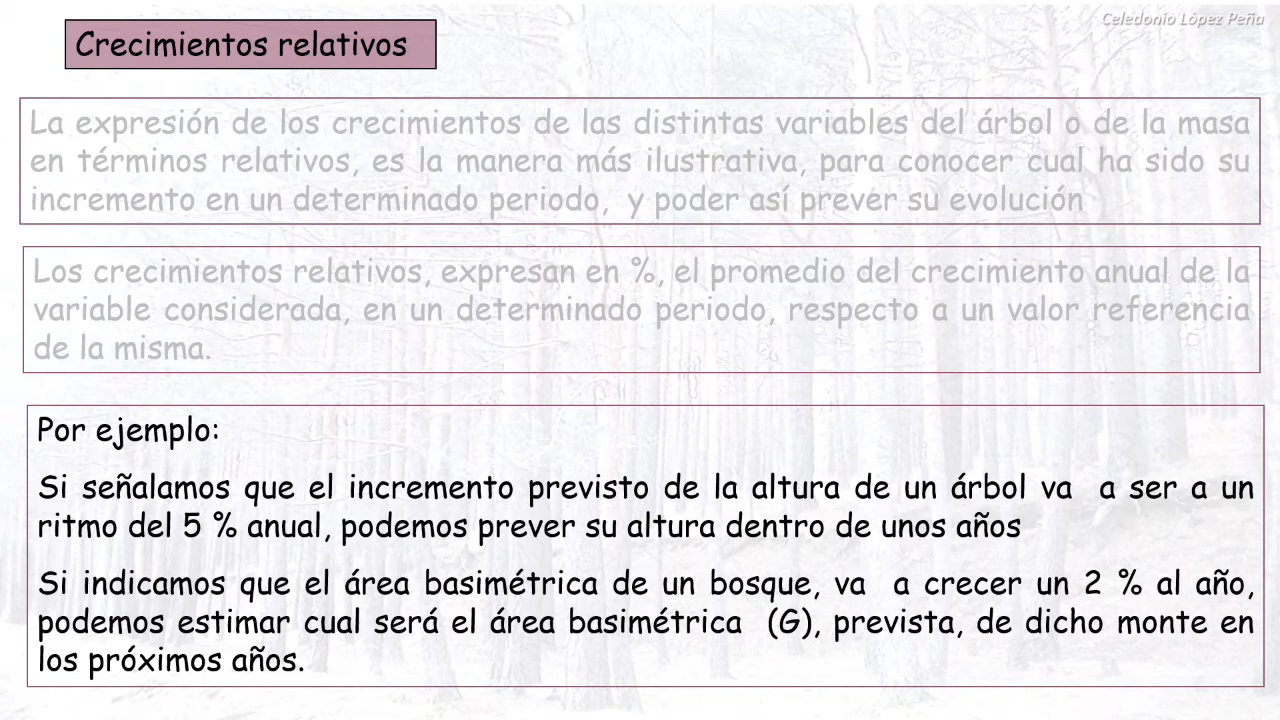 Celedonio López Peña
Crecimientos relativos
La expresión de los crecimientos de las distintas variables del árbol o de la masa
en términos relativos, es la manera más ilustrativa, para conocer cual ha sido su
incremento en un determinado periodo, y poder así prever su evolución
Los crecimientos relativos, expresan en %, el promedio del crecimiento anual de la
variable considerada, en un determinado periodo, respecto a un valor referencia
de la misma.
Por ejemplo:
Si señalamos que el incremento previsto de la altura de un árbol va a ser a un
ritmo del 5 % anual, podemos prever su altura dentro de unos años
Si indicamos que el área basimétrica de un bosque, va a crecer un 2 % al año,
podemos estimar cual será el área basimétrica (G), prevista, de dicho monte en
los próximos años.